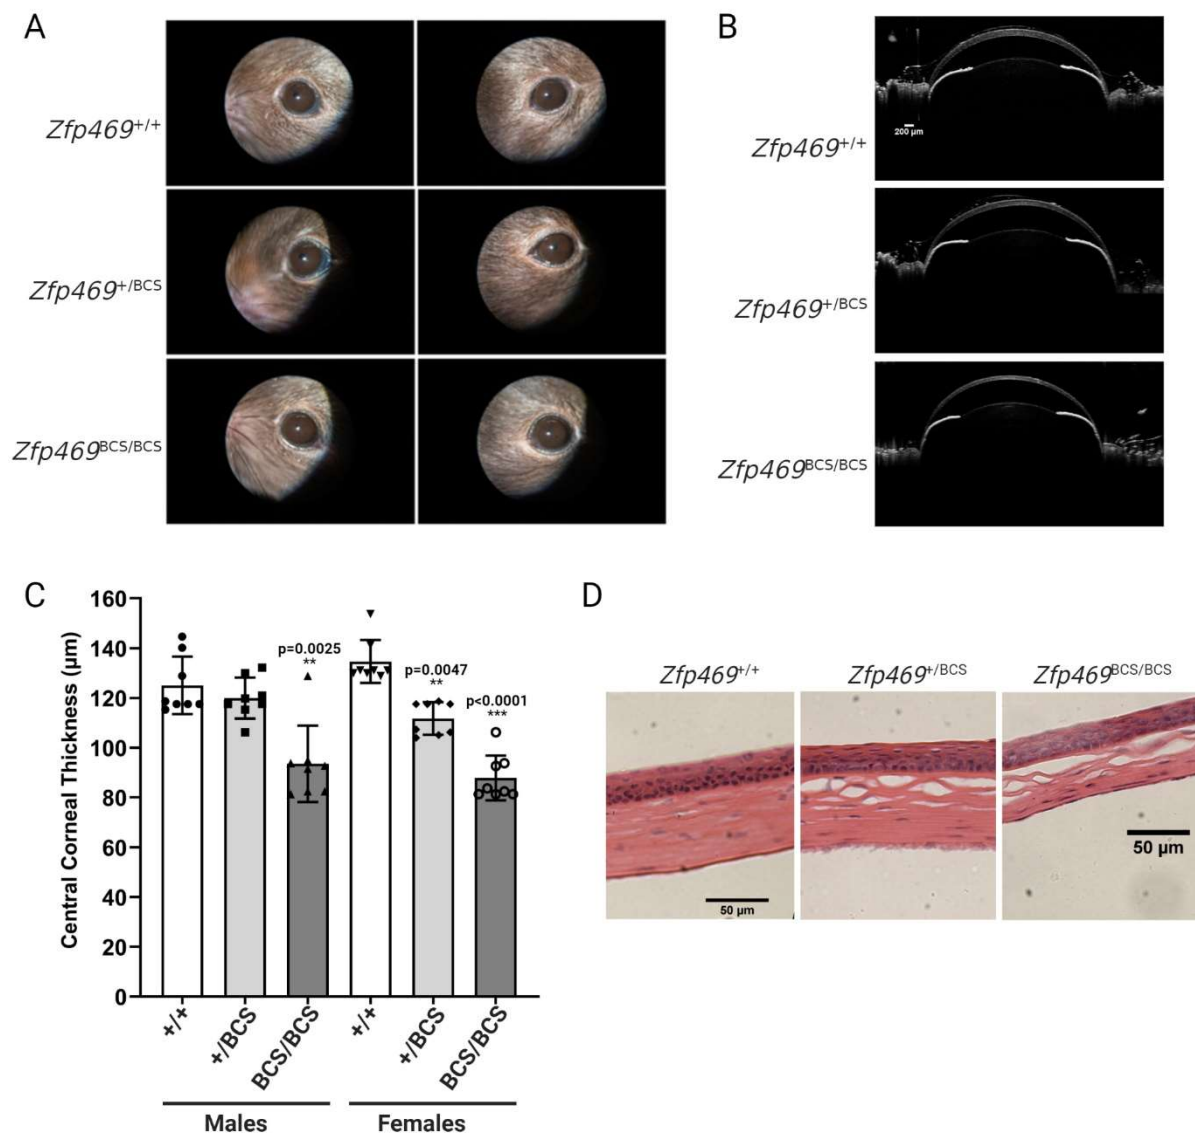 A
Zfp469+/+
Zfp469+/BCS
Zfp469BCS/BCS
B
200 µm
Zfp469+/+
Zfp469+/BCS
Zfp469BCS/BCS
C
Central Corneal Thickness (µm)
160
140
120
100
80
60
40
20
0
p=0.0025
**
p=0.0047
**
p<0.0001
***
+/+
+/BCS
BCS/BCS
+/+
+/BCS
BCS/BCS
Males
Females
D
Zfp469+/+
Zfp469+/BCS
Zfp469BCS/BCS
50 µm
50 µm